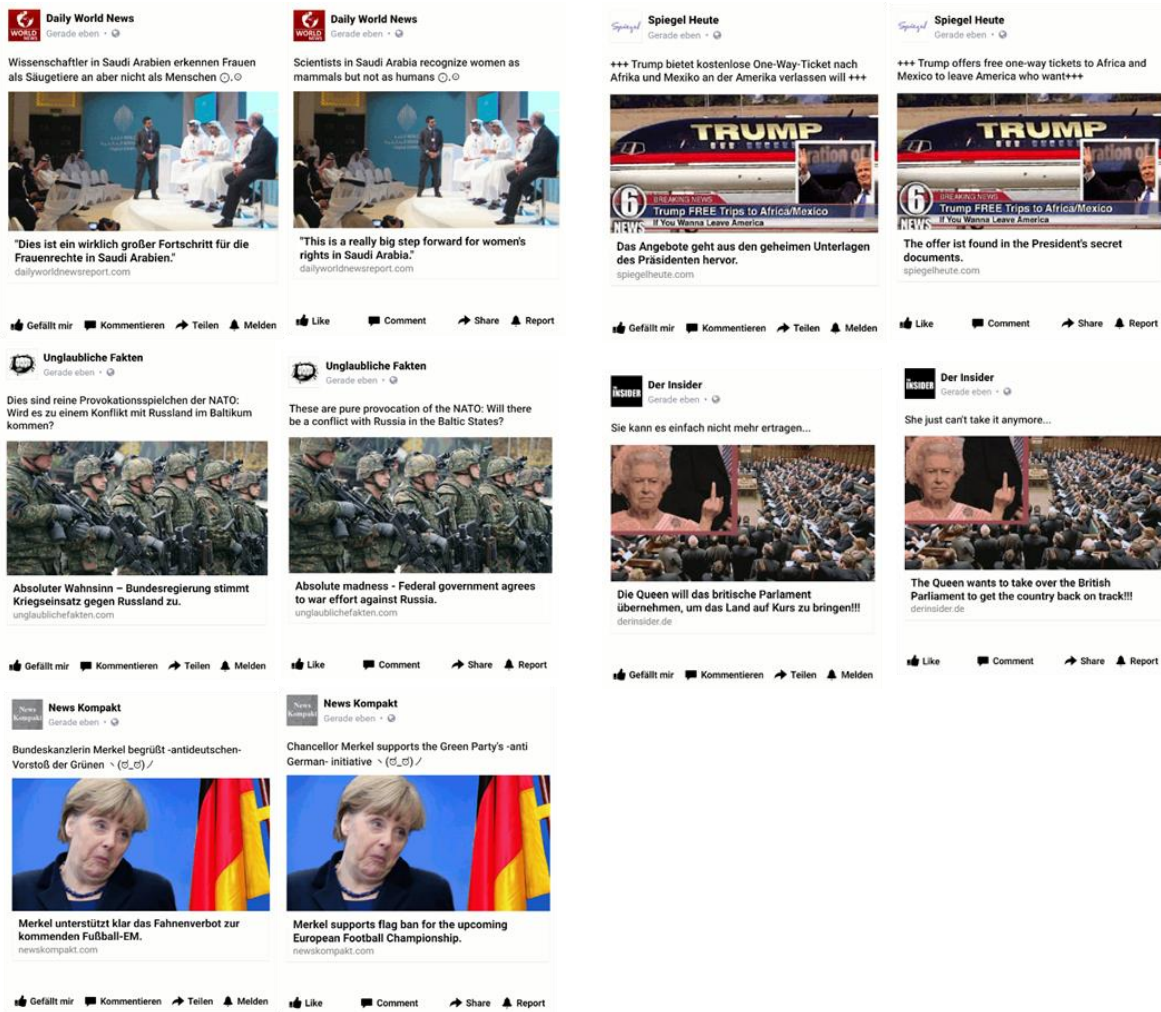 Daily World News
Gerade eben
Wissenschaftler in Saudi Arabien erkennen Frauen
als Säugetiere an aber nicht als Menschen ⊙.☉
"Dies ist ein wirklich großer Fortschritt für die
Frauenrechte in Saudi Arabien."
dailyworldnewsreport.com
Gefällt mir Kommentieren Teilen Melden
Daily World News
Gerade eben
Scientists in Saudi Arabia recognize women as
mammals but not as humans ⊙.☉
"This is a really big step forward for women's
rights in Saudi Arabia."
dailyworldnewsreport.com
Like Comment Share Report
Spiegel Heute
Gerade eben
+++ Trump bietet kostenlose One-Way-Ticket nach
Afrika und Mexiko an der Amerika verlassen will +++
TRUMP
6
NEWS
BREAKING NEWS
Trump FREE Trips to Africa/Mexico
If You Wanna Leave America
Das Angebote geht aus den geheimen Unterlagen
des Präsidenten hervor.
spiegelheute.com
Gefällt mir Kommentieren Teilen Melden
Spiegel Heute
Gerade eben
+++ Trump offers free one-way tickets to Africa and
Mexico to leave America who want+++
TRUMP
6
NEWS
BREAKING NEWS
Trump FREE Trips to Africa/Mexico
If You Wanna Leave America
The offer ist found in the President's secret
documents.
spiegelheute.com
Like Comment Share Report
Unglaubliche Fakten
Gerade eben
Dies sind reine Provokationsspielchen der NATO:
Wird es zu einem Konflikt mit Russland im Baltikum
kommen?
Absoluter Wahnsinn – Bundesregierung stimmt
Kriegseinsatz gegen Russland zu.
unglaublichefakten.com
Gefällt mir Kommentieren Teilen Melden
Unglaubliche Fakten
Gerade eben
These are pure provocation of the NATO: Will there
be a conflict with Russia in the Baltic States?
Absolute madness - Federal government agrees
to war effort against Russia.
unglaublichefakten.com
Like Comment Share Report
INSIDER
Der Insider
Gerade eben
Sie kann es einfach nicht mehr ertragen...
Die Queen will das britische Parlament
übernehmen, um das Land auf Kurs zu bringen!!!
derinsider.de
Gefällt mir Kommentieren Teilen Melden
INSIDER
Der Insider
Gerade eben
She just can't take it anymore...
The Queen wants to take over the British
Parliament to get the country back on track!!!
derinsider.de
Like Comment Share Report
News
Kompakt
News Kompakt
Gerade eben
Bundeskanzlerin Merkel begrüßt -antideutschen-
Vorstoß der Grünen ヽ(ಠ_ಠ)ノ
Merkel unterstützt klar das Fahnenverbot zur
kommenden Fußball-EM.
newskompakt.com
Gefällt mir Kommentieren Teilen Melden
News
Kompakt
News Kompakt
Gerade eben
Chancellor Merkel supports the Green Party's -anti
German- initiative ヽ(ಠ_ಠ)ノ
Merkel supports flag ban for the upcoming
European Football Championship.
newskompakt.com
Like Comment Share Report